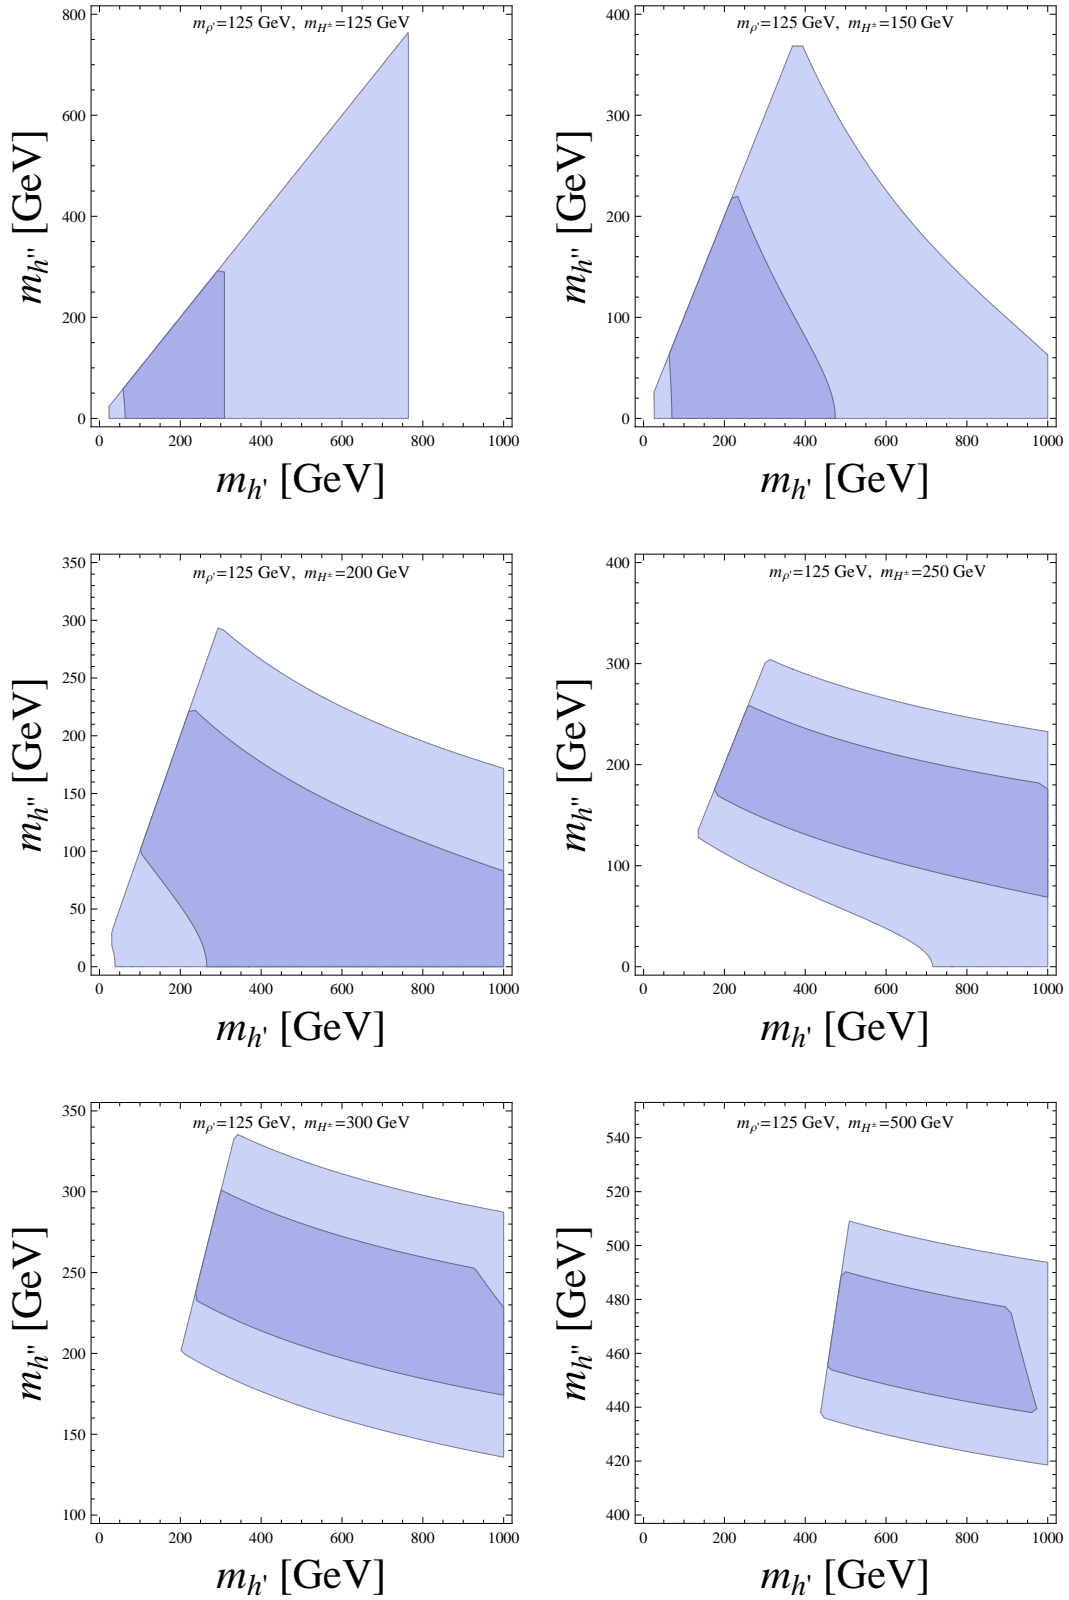 m_ρ'=125 GeV, m_H±=125 GeV
800
600
400
200
0
0 200 400 600 800 1000
m_h'' [GeV]
m_h' [GeV]
m_ρ'=125 GeV, m_H±=150 GeV
400
300
200
100
0
0 200 400 600 800 1000
m_h'' [GeV]
m_h' [GeV]
m_ρ'=125 GeV, m_H±=200 GeV
350
300
250
200
150
100
50
0
0 200 400 600 800 1000
m_h'' [GeV]
m_h' [GeV]
m_ρ'=125 GeV, m_H±=250 GeV
400
300
200
100
0
0 200 400 600 800 1000
m_h'' [GeV]
m_h' [GeV]
m_ρ'=125 GeV, m_H±=300 GeV
350
300
250
200
150
100
0 200 400 600 800 1000
m_h'' [GeV]
m_h' [GeV]
m_ρ'=125 GeV, m_H±=500 GeV
540
520
500
480
460
440
420
400
0 200 400 600 800 1000
m_h'' [GeV]
m_h' [GeV]